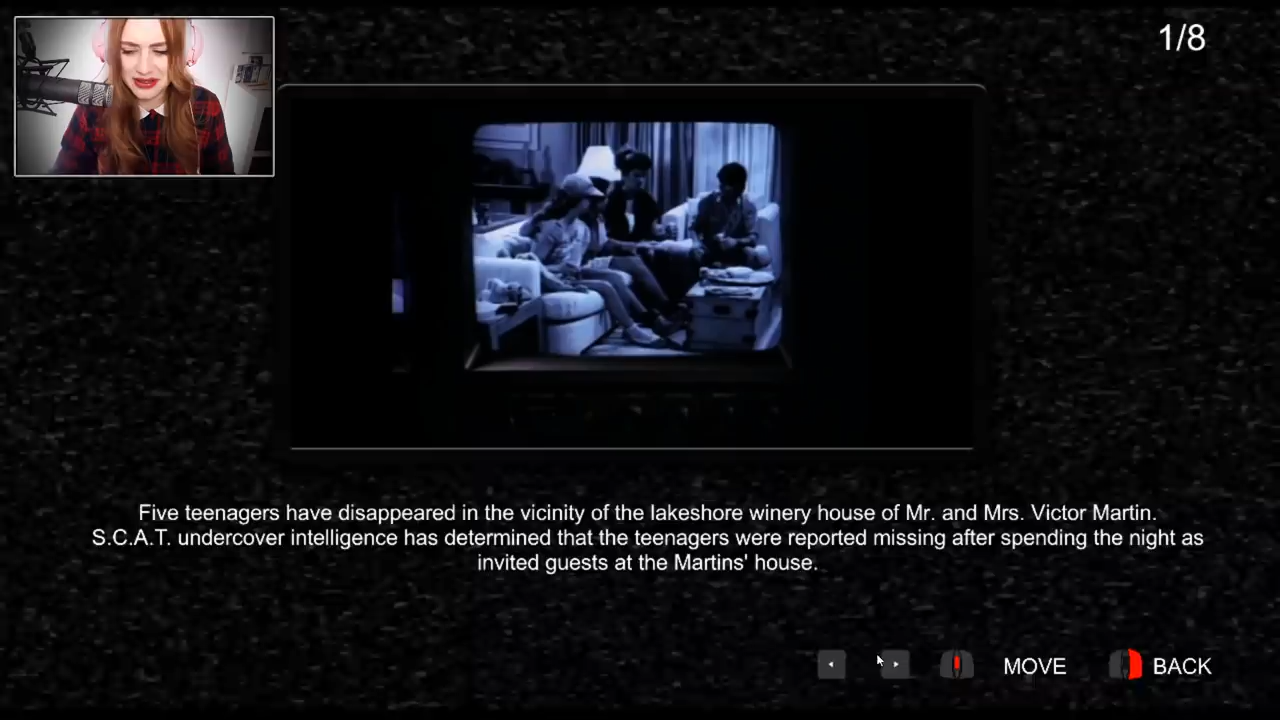 1/8
Five teenagers have disappeared in the vicinity of the lakeshore winery house of Mr. and Mrs. Victor Martin.
S.C.A.T. undercover intelligence has determined that the teenagers were reported missing after spending the night as
invited guests at the Martins' house.
MOVE BACK